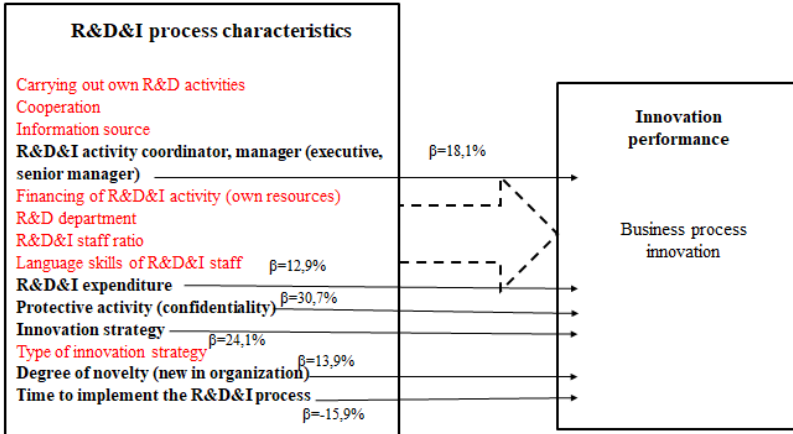 R&D&I process characteristics
Carrying out own R&D activities
Cooperation
Information source
R&D&I activity coordinator, manager (executive,
senior manager)
β=18,1%
Financing of R&D&I activity (own resources)
R&D department
R&D&I staff ratio
Language skills of R&D&I staff
β=12,9%
R&D&I expenditure
Protective activity (confidentiality)
β=30,7%
Innovation strategy
β=24,1%
Type of innovation strategy
β=13,9%
Degree of novelty (new in organization)
Time to implement the R&D&I process
β=-15,9%
Innovation
performance
Business process
innovation